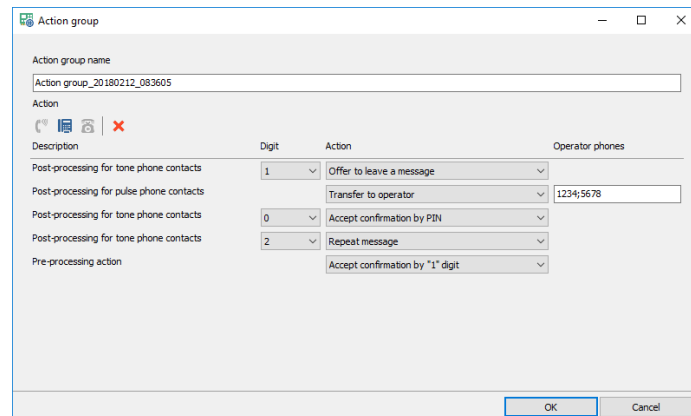 Action group
Action group name
Action group_20180212_083605
Action
Description Digit Action Operator phones
Post-processing for tone phone contacts 1 Offer to leave a message
Post-processing for pulse phone contacts Transfer to operator 1234;5678
Post-processing for tone phone contacts 0 Accept confirmation by PIN
Post-processing for tone phone contacts 2 Repeat message
Pre-processing action Accept confirmation by "1" digit
OK Cancel